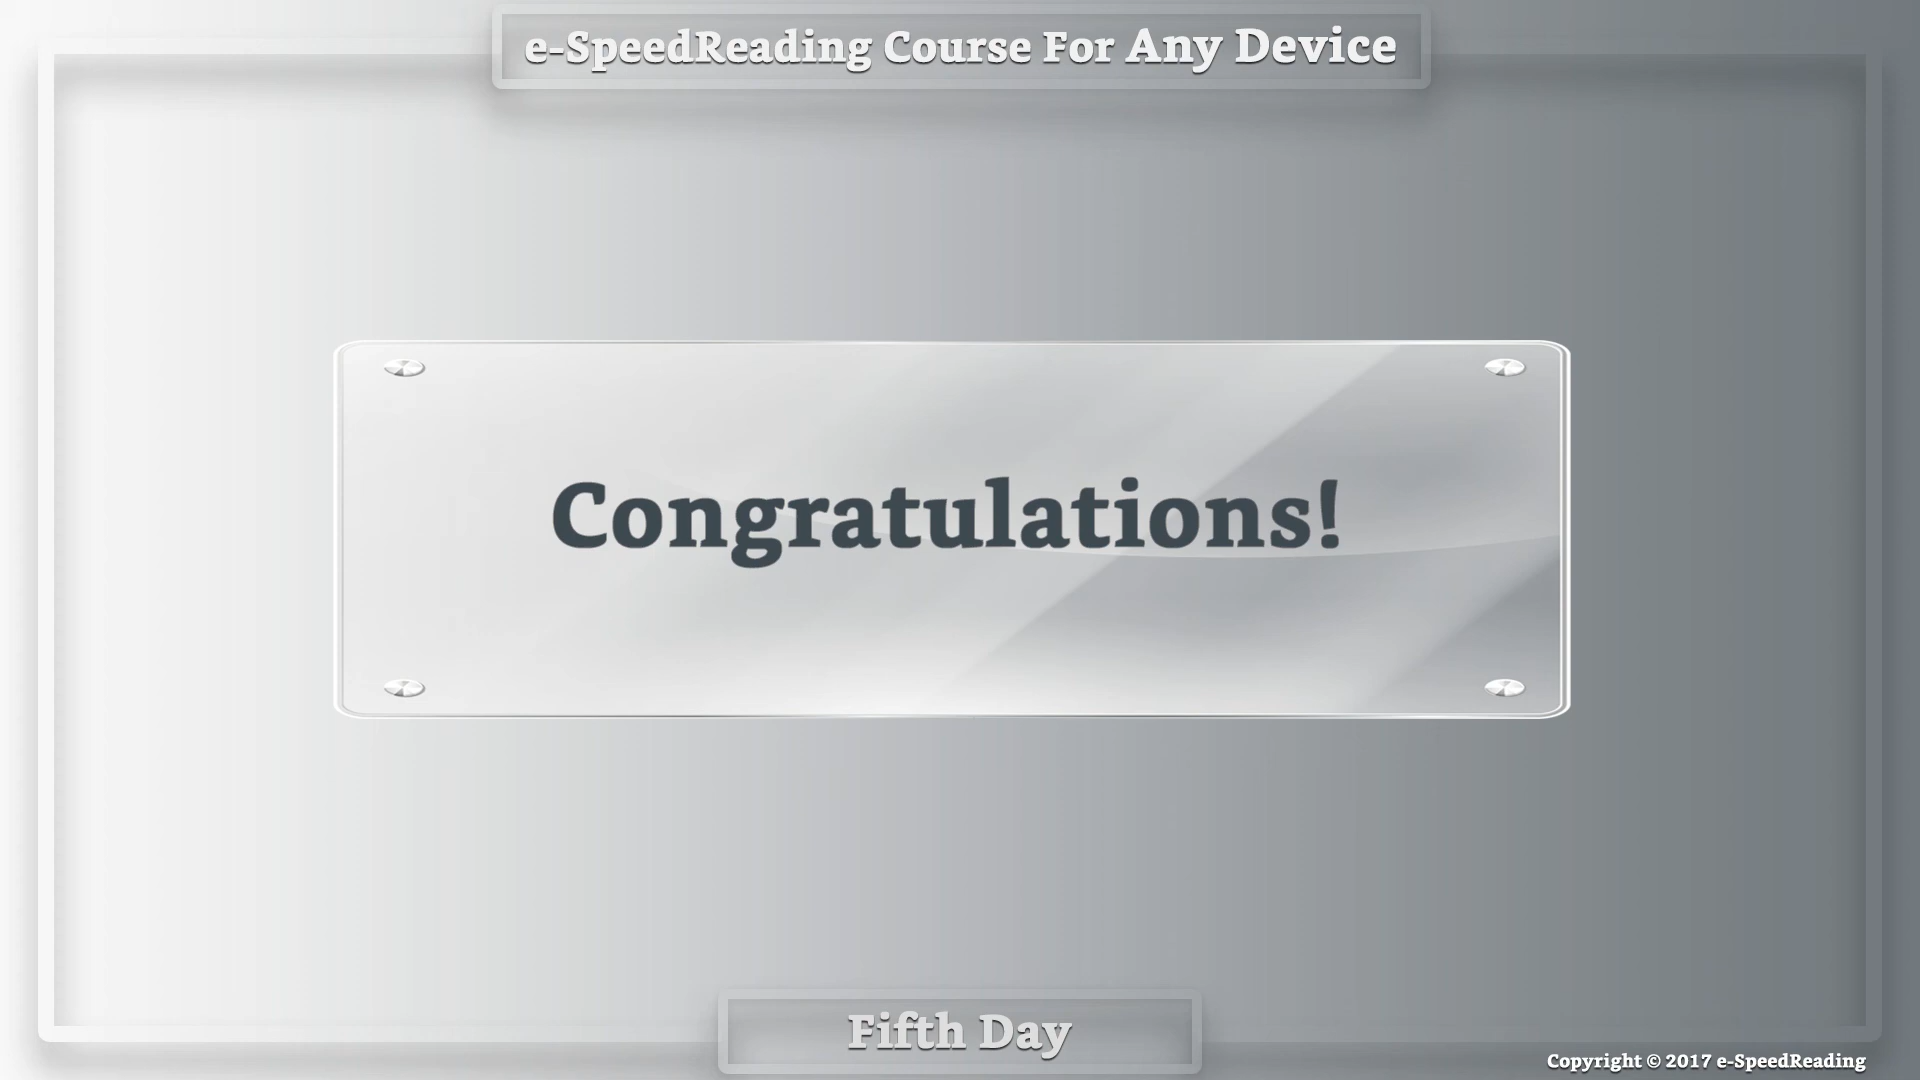 e-SpeedReading Course For Any Device
Congratulations!
Fifth Day
Copyright © 2017 e-SpeedReading